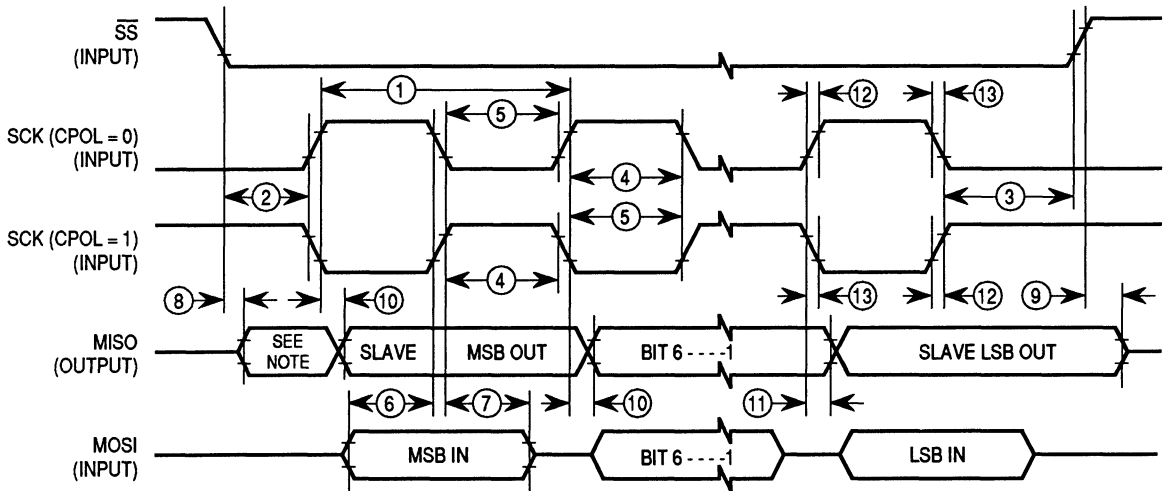 SS
(INPUT)
1
12
13
5
SCK (CPOL = 0)
(INPUT)
2
4
3
5
SCK (CPOL = 1)
(INPUT)
4
8
10
13
12
9
MISO
(OUTPUT)
SEE
NOTE
SLAVE
MSB OUT
BIT 6 - - - - - 1
SLAVE LSB OUT
6
7
10
11
MOSI
(INPUT)
MSB IN
BIT 6 - - - - - 1
LSB IN